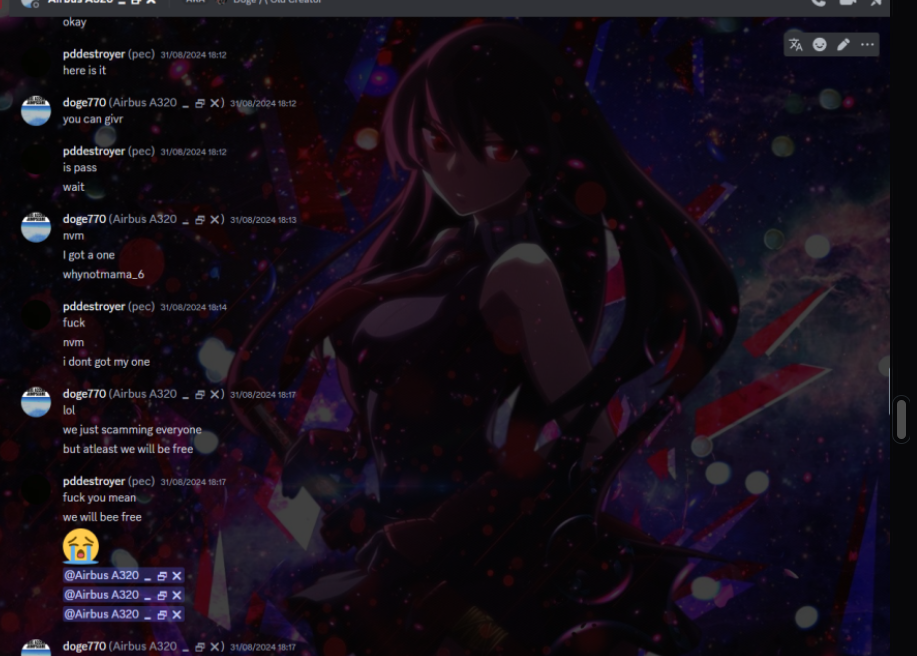 Airbus A320 _ 🗗 ✕ AKA Doge / ( Old Creator
okay
pddestroyer (pec) 31/08/2024 18:12
here is it
doge770 (Airbus A320 _ 🗗 ✕) 31/08/2024 18:12
you can givr
pddestroyer (pec) 31/08/2024 18:12
is pass
wait
doge770 (Airbus A320 _ 🗗 ✕) 31/08/2024 18:13
nvm
I got a one
whynotmama_6
pddestroyer (pec) 31/08/2024 18:14
fuck
nvm
i dont got my one
doge770 (Airbus A320 _ 🗗 ✕) 31/08/2024 18:17
lol
we just scamming everyone
but atleast we will be free
pddestroyer (pec) 31/08/2024 18:17
fuck you mean
we will bee free
@Airbus A320 _ 🗗 ✕
@Airbus A320 _ 🗗 ✕
@Airbus A320 _ 🗗 ✕
doge770 (Airbus A320 _ 🗗 ✕) 31/08/2024 18:17